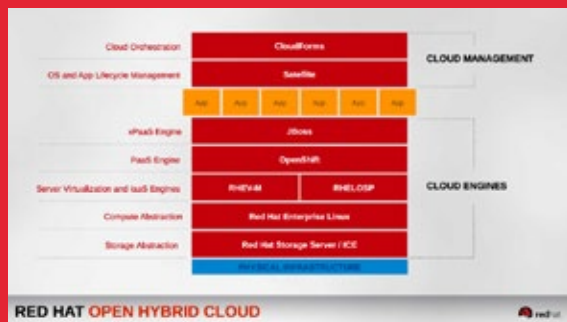 Cloud Orchestration
CloudForms
CLOUD MANAGEMENT
OS and App Lifecycle Management
Satellite
App App App App App App
xPaaS Engine
JBoss
PaaS Engine
OpenShift
Server Virtualization and IaaS Engines
RHEV-M
RHELOSP
CLOUD ENGINES
Compute Abstraction
Red Hat Enterprise Linux
Storage Abstraction
Red Hat Storage Server / ICE
PHYSICAL INFRASTRUCTURE
RED HAT OPEN HYBRID CLOUD
redhat